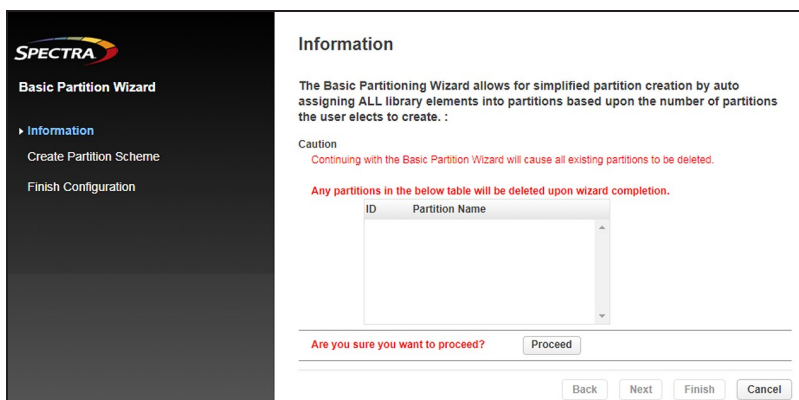 SPECTRA
Basic Partition Wizard
Information
Create Partition Scheme
Finish Configuration
Information
The Basic Partitioning Wizard allows for simplified partition creation by auto
assigning ALL library elements into partitions based upon the number of partitions
the user elects to create. :
Caution
Continuing with the Basic Partition Wizard will cause all existing partitions to be deleted.
Any partitions in the below table will be deleted upon wizard completion.
ID Partition Name
Are you sure you want to proceed? Proceed
Back Next Finish Cancel